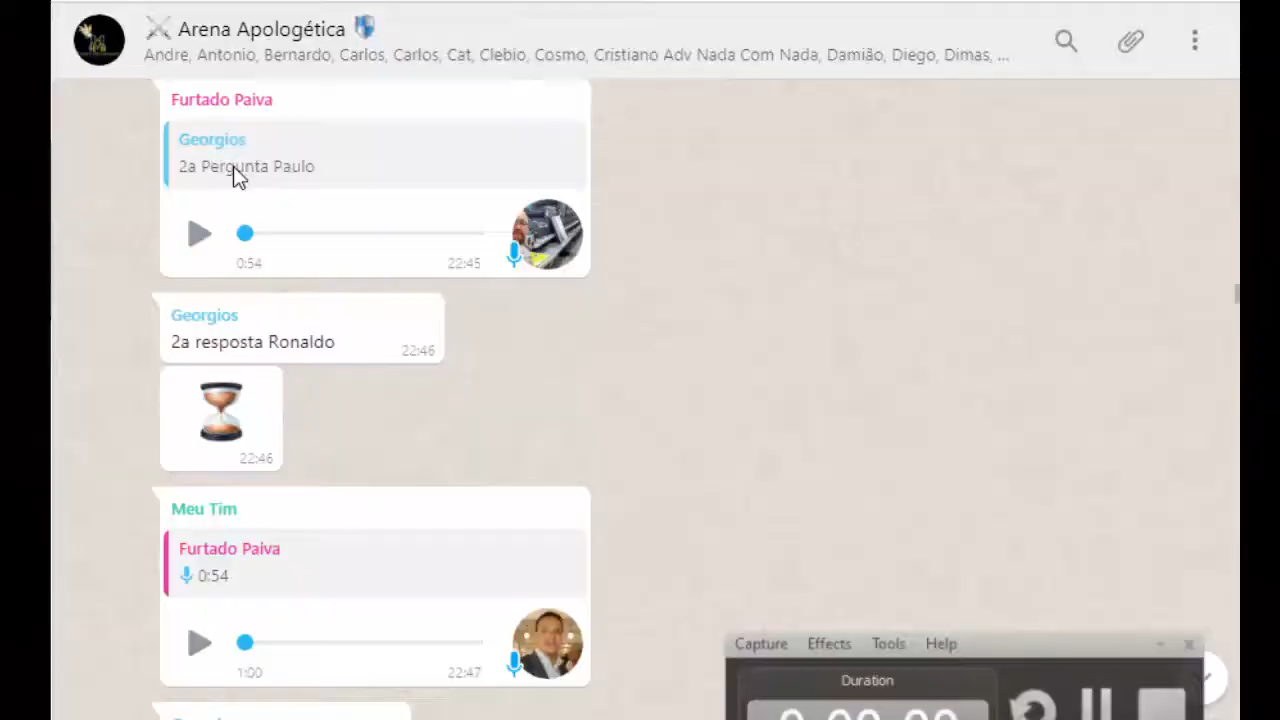 Arena Apologética
Andre, Antonio, Bernardo, Carlos, Carlos, Cat, Clebio, Cosmo, Cristiano Adv Nada Com Nada, Damião, Diego, Dimas, ...
Furtado Paiva
Georgios
2a Pergunta Paulo
0:54 22:45
Georgios
2a resposta Ronaldo
22:46
22:46
Meu Tim
Furtado Paiva
0:54
1:00 22:47
Capture Effects Tools Help
Duration